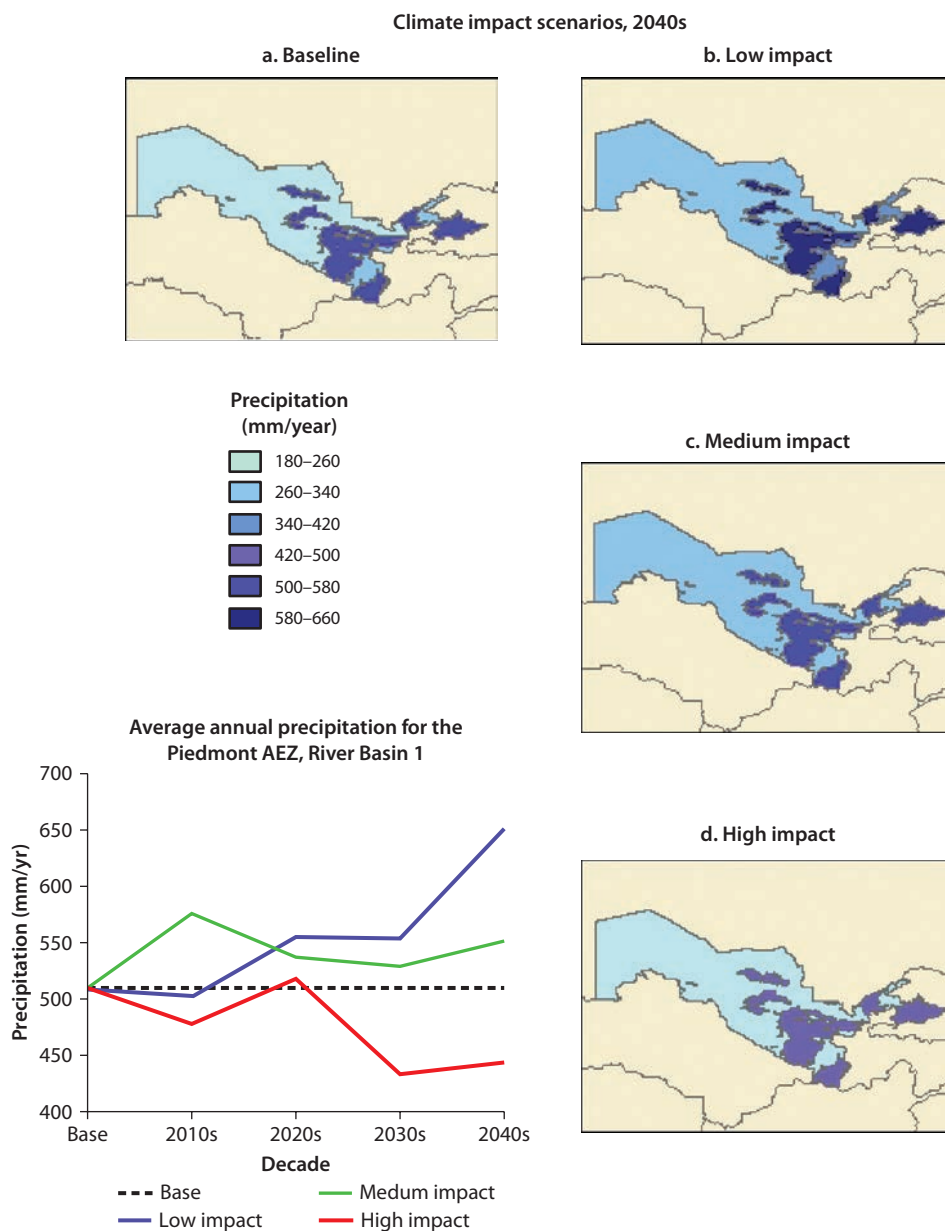 Climate impact scenarios, 2040s
a. Baseline
b. Low impact
Precipitation
(mm/year)
180–260
260–340
340–420
420–500
500–580
580–660
c. Medium impact
Average annual precipitation for the
Piedmont AEZ, River Basin 1
700
650
600
550
500
450
400
Precipitation (mm/yr)
Base
2010s
2020s
2030s
2040s
Decade
Base
Medum impact
Low impact
High impact
d. High impact